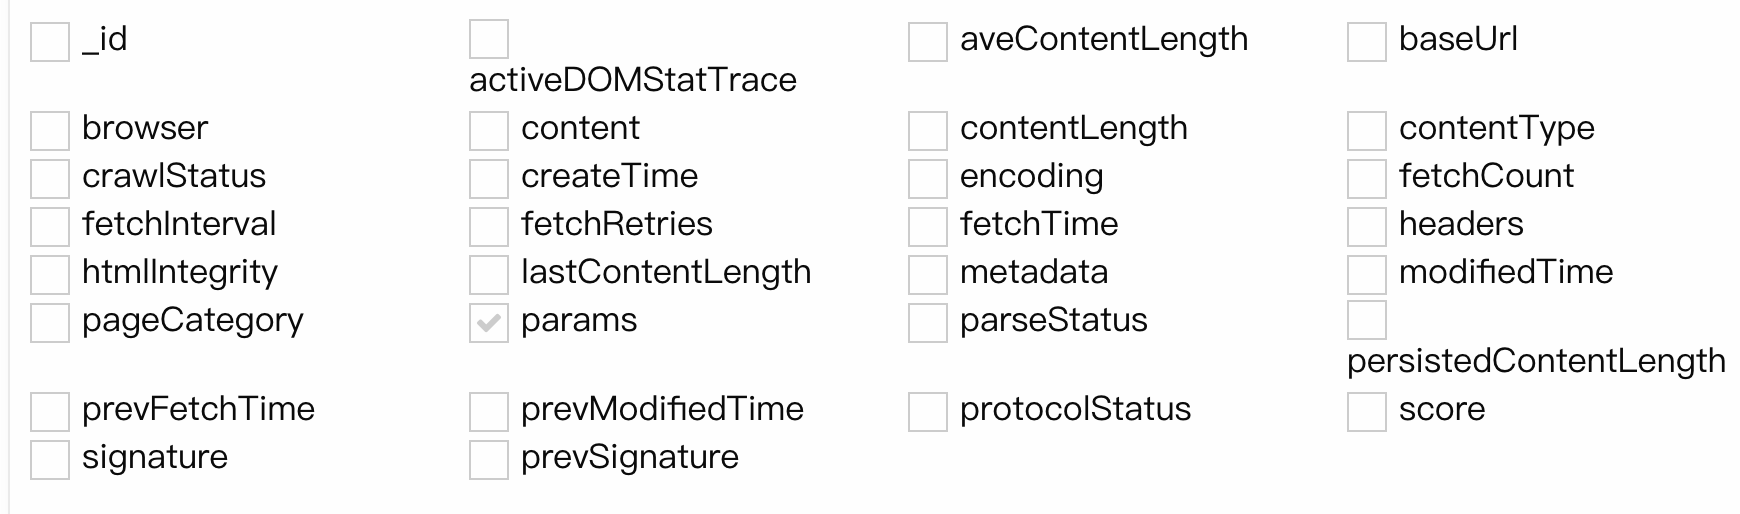 _id
activeDOMStatTrace
aveContentLength
baseUrl
browser
content
contentLength
contentType
crawlStatus
createTime
encoding
fetchCount
fetchInterval
fetchRetries
fetchTime
headers
htmlIntegrity
lastContentLength
metadata
modifiedTime
pageCategory
params
parseStatus
persistedContentLength
prevFetchTime
prevModifiedTime
protocolStatus
score
signature
prevSignature